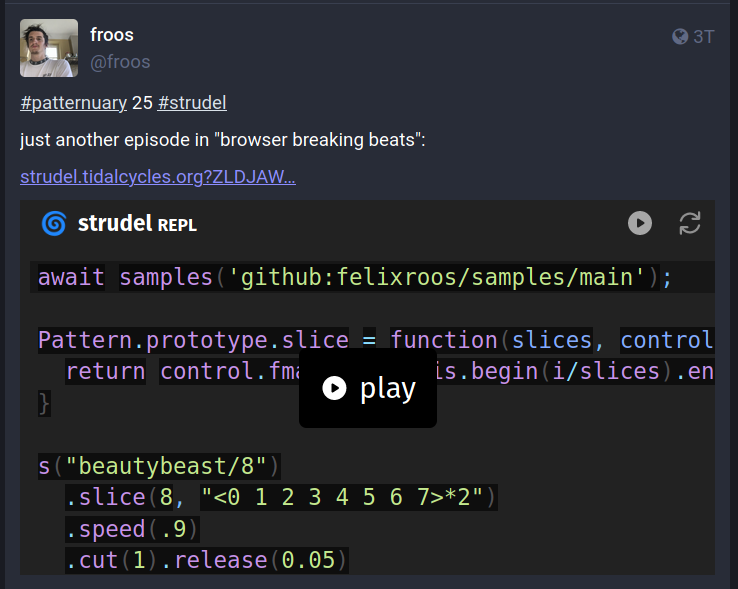 froos
@froos
3T
#patternuary 25 #strudel
just another episode in "browser breaking beats":
strudel.tidalcycles.org?ZLDJAW…
strudel REPL
await samples('github:felixroos/samples/main');
Pattern.prototype.slice = function(slices, control
return control.fma is.begin(i/slices).en
play
}
s("beautybeast/8")
.slice(8, "<0 1 2 3 4 5 6 7>*2")
.speed(.9)
.cut(1).release(0.05)